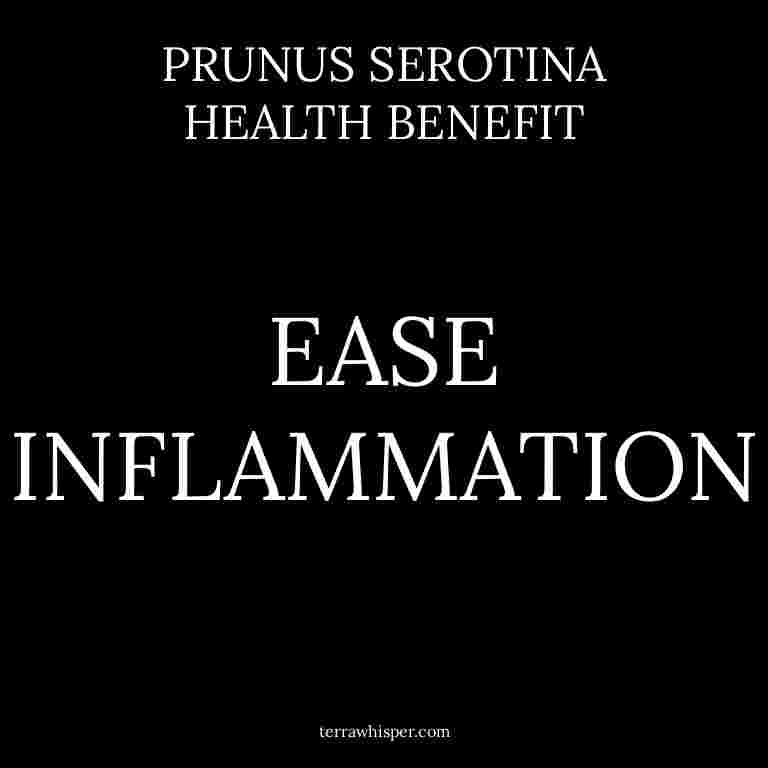 PRUNUS SEROTINA
HEALTH BENEFIT
EASE
INFLAMMATION
terrawhisper.com